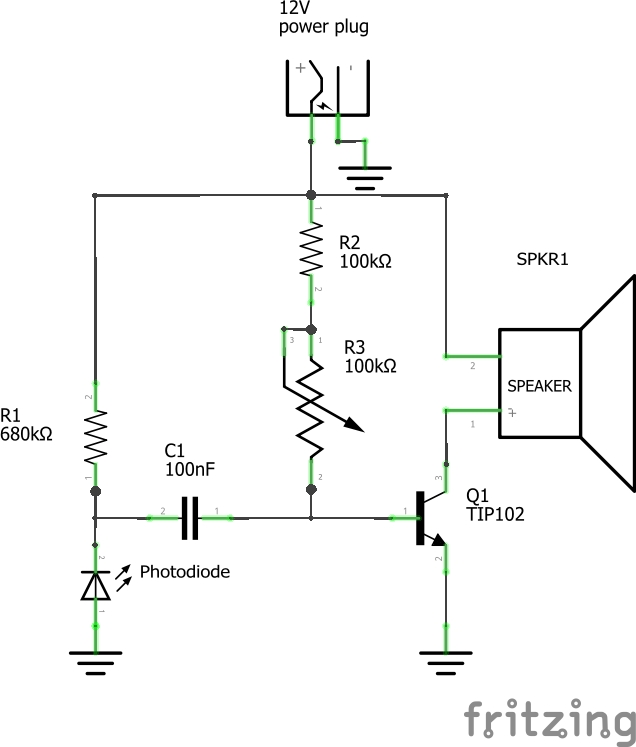 12V
power plug
+ -
1
R2
100kΩ
2
SPKR1
3 1
R3
100kΩ
2
SPEAKER
2
R1
680kΩ
+
1
C1
100nF
1
2
3
Q1
TIP102
2 1
1
2
2
Photodiode
1
fritzing